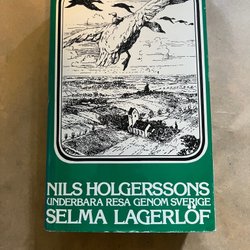 NILS HOLGERSSONS
UNDERBARA RESA GENOM SVERIGE
SELMA LAGERLÖF